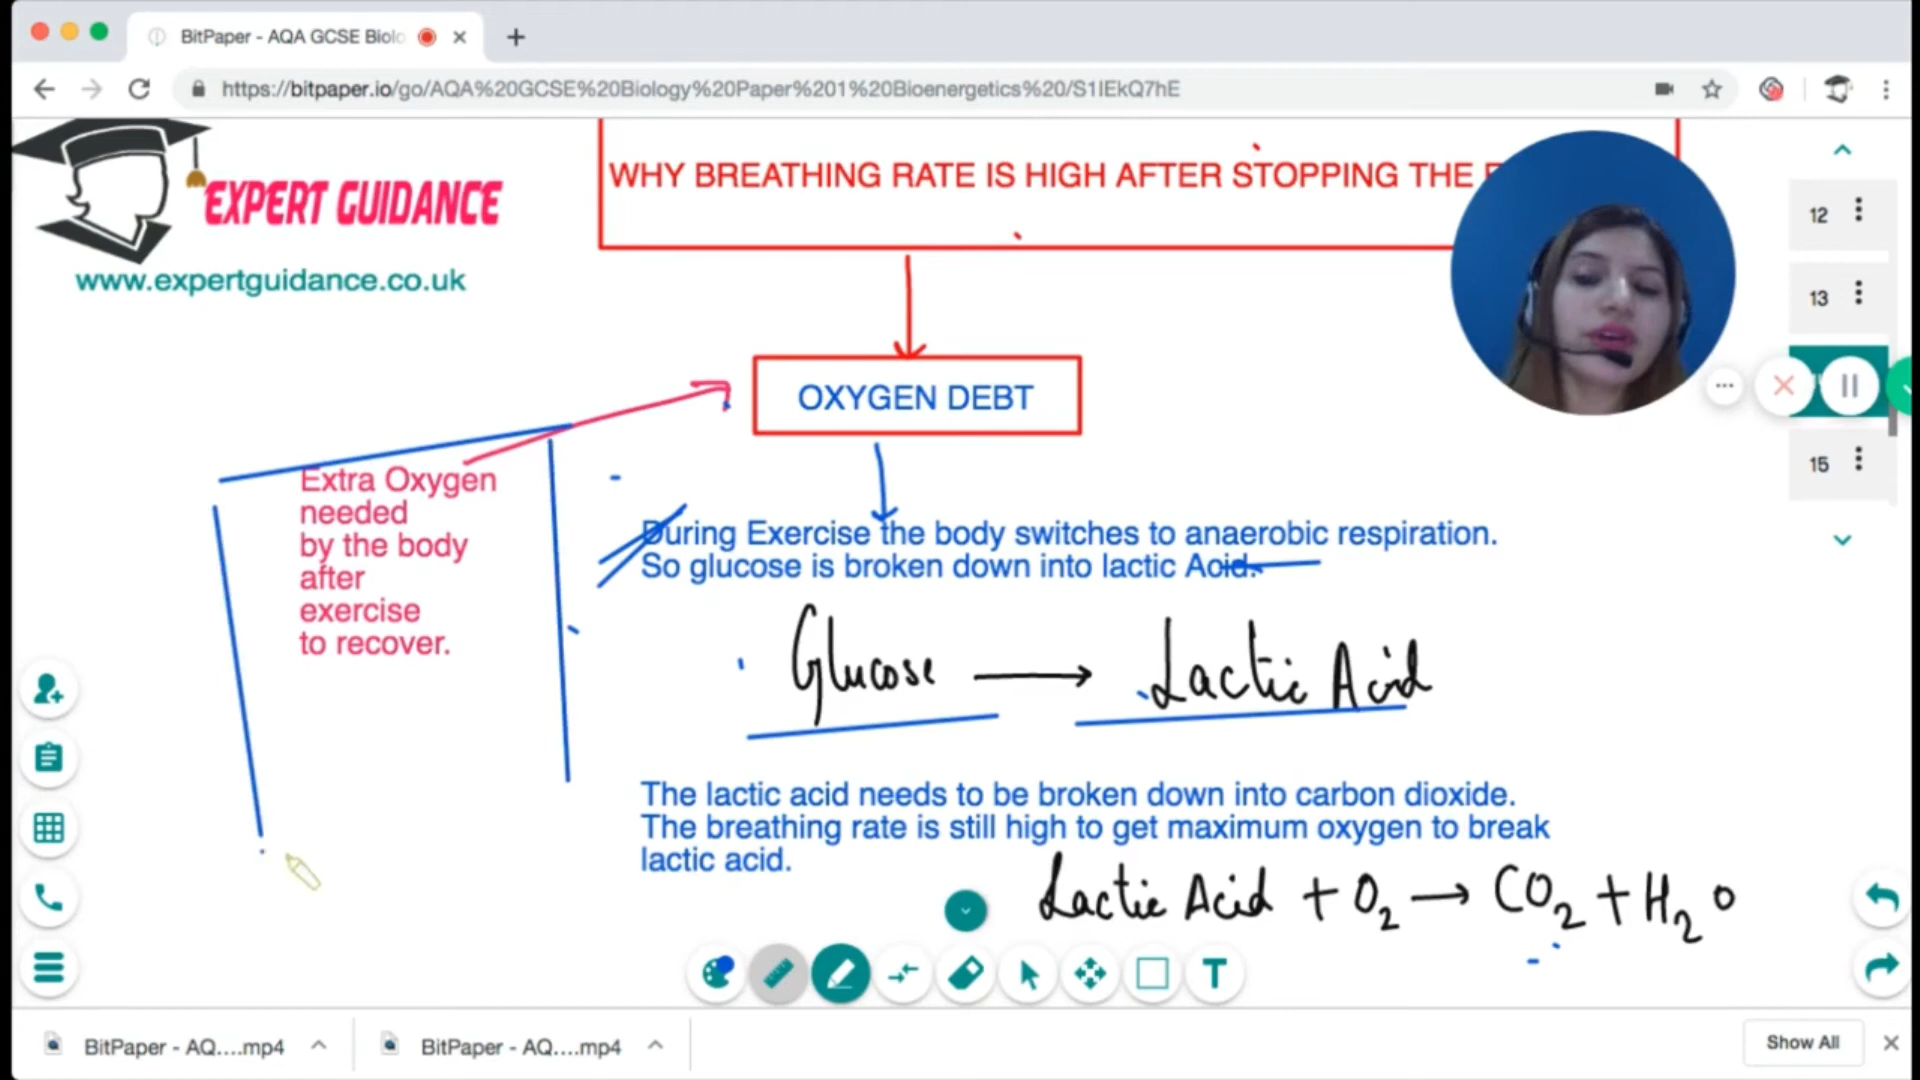 BitPaper - AQA GCSE Biolo
https://bitpaper.io/go/AQA%20GCSE%20Biology%20Paper%201%20Bioenergetics%20/S1IEkQ7hE
EXPERT GUIDANCE
www.expertguidance.co.uk
WHY BREATHING RATE IS HIGH AFTER STOPPING THE
12
13
15
OXYGEN DEBT
Extra Oxygen
needed
by the body
after
exercise
to recover.
During Exercise the body switches to anaerobic respiration.
So glucose is broken down into lactic Acid.
Glucose → Lactic Acid
The lactic acid needs to be broken down into carbon dioxide.
The breathing rate is still high to get maximum oxygen to break
lactic acid.
Lactic Acid + O2 → CO2 + H2O
T
BitPaper - AQ....mp4
BitPaper - AQ....mp4
Show All